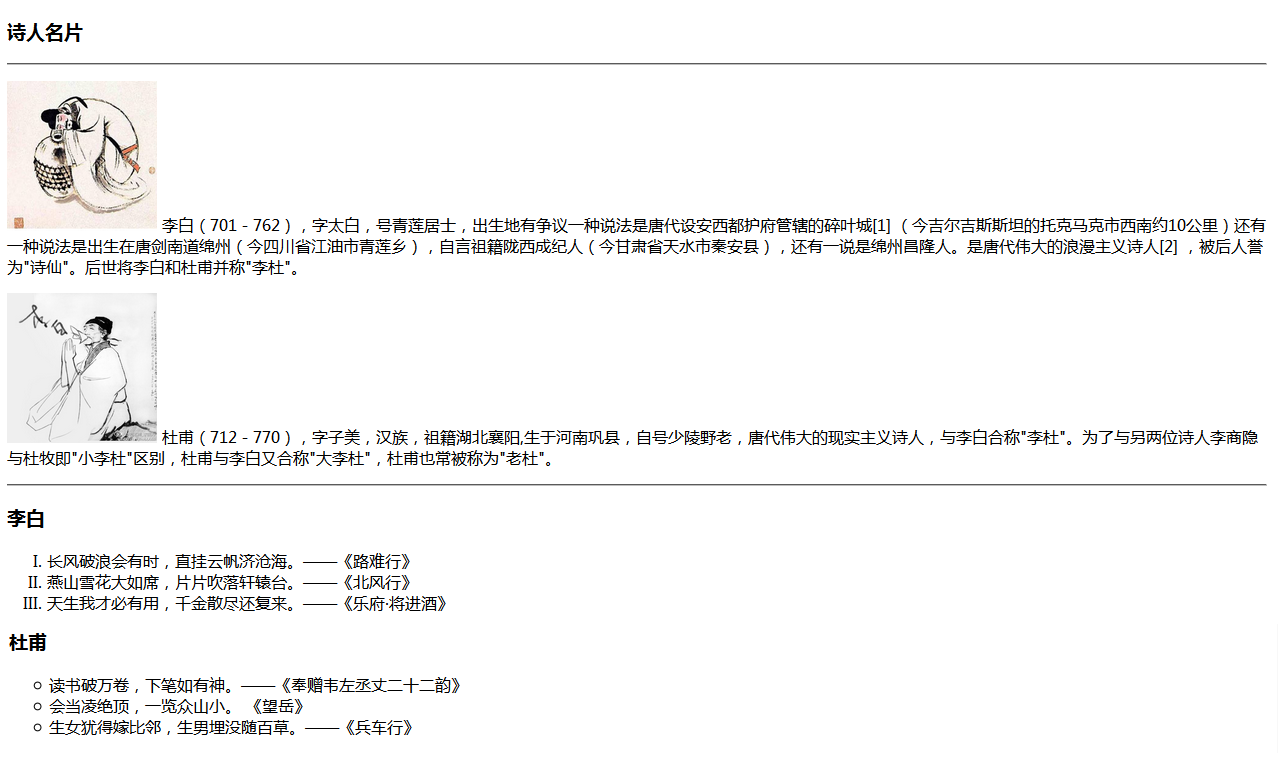 诗人名片
李白（701－762），字太白，号青莲居士，出生地有争议一种说法是唐代设安西都护府管辖的碎叶城[1] （今吉尔吉斯斯坦的托克马克市西南约10公里）还有
一种说法是出生在唐剑南道绵州（今四川省江油市青莲乡），自言祖籍陇西成纪人（今甘肃省天水市秦安县），还有一说是绵州昌隆人。是唐代伟大的浪漫主义诗人[2] ，被后人誉
为"诗仙"。后世将李白和杜甫并称"李杜"。
李白
杜甫（712－770），字子美，汉族，祖籍湖北襄阳,生于河南巩县，自号少陵野老，唐代伟大的现实主义诗人，与李白合称"李杜"。为了与另两位诗人李商隐
与杜牧即"小李杜"区别，杜甫与李白又合称"大李杜"，杜甫也常被称为"老杜"。
李白
I. 长风破浪会有时，直挂云帆济沧海。——《路难行》
II. 燕山雪花大如席，片片吹落轩辕台。——《北风行》
III. 天生我才必有用，千金散尽还复来。——《乐府·将进酒》
杜甫
读书破万卷，下笔如有神。——《奉赠韦左丞丈二十二韵》
会当凌绝顶，一览众山小。 《望岳》
生女犹得嫁比邻，生男埋没随百草。——《兵车行》